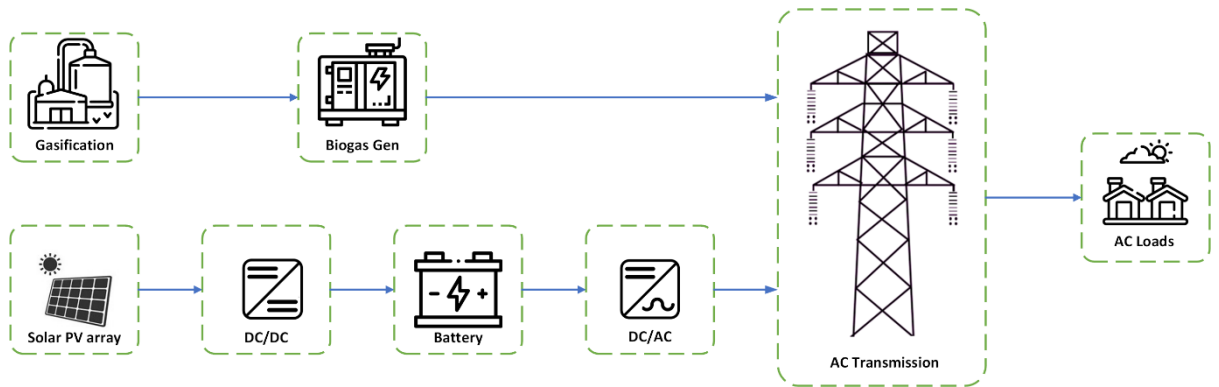 Gasification
Biogas Gen
Solar PV array
DC/DC
Battery
DC/AC
AC Transmission
AC Loads